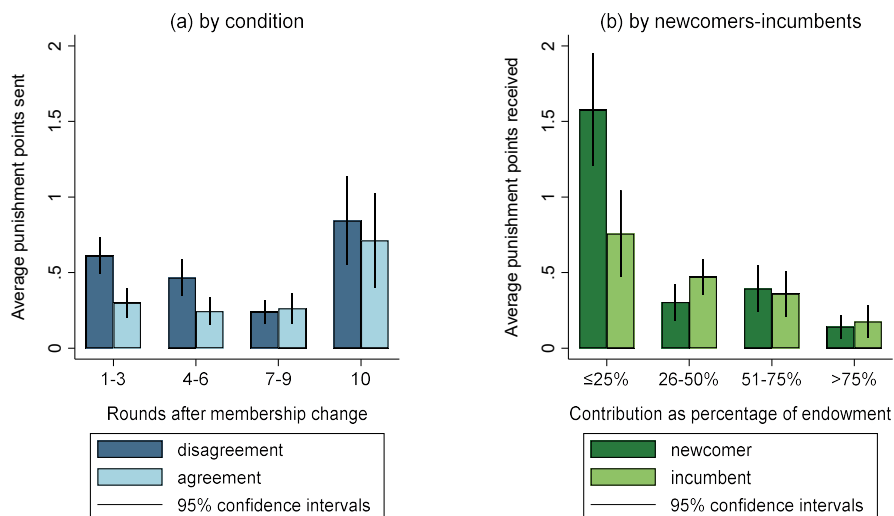 (a) by condition
Average punishment points sent
2
1.5
1
.5
0
1-3 4-6 7-9 10
Rounds after membership change
disagreement
agreement
95% confidence intervals
(b) by newcomers-incumbents
Average punishment points received
2
1.5
1
.5
0
≤25% 26-50% 51-75% >75%
Contribution as percentage of endowment
newcomer
incumbent
95% confidence intervals